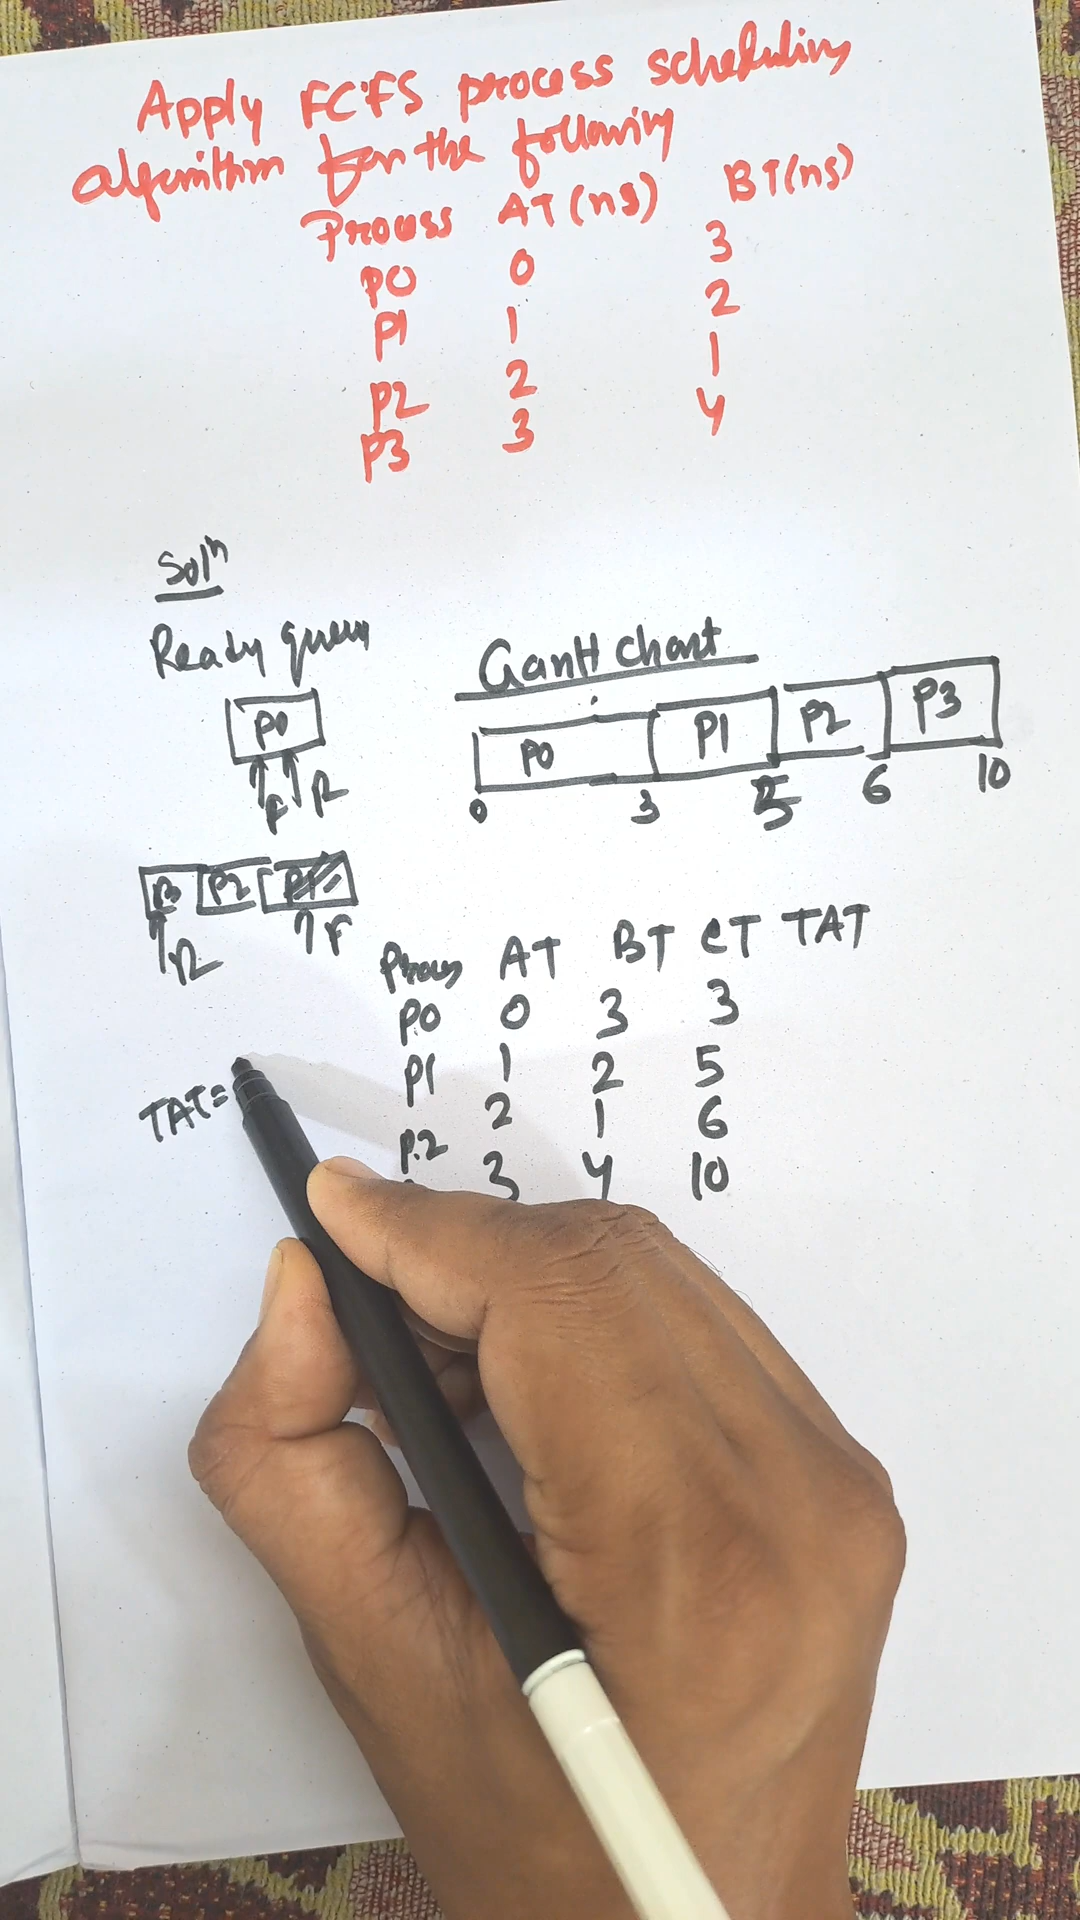 Apply FCFS process scheduling
algorithm for the following
Process AT(ns) BT(ns)
P0 0 3
P1 1 2
P2 2 1
P3 3 4
Solⁿ
Ready queue
P0
F R
Gantt chart
P0 P1 P2 P3
0 3 5 6 10
P3 P2 P1
R F
Process AT BT CT TAT
P0 0 3 3
P1 1 2 5
P2 2 1 6
3 4 10
TAT=